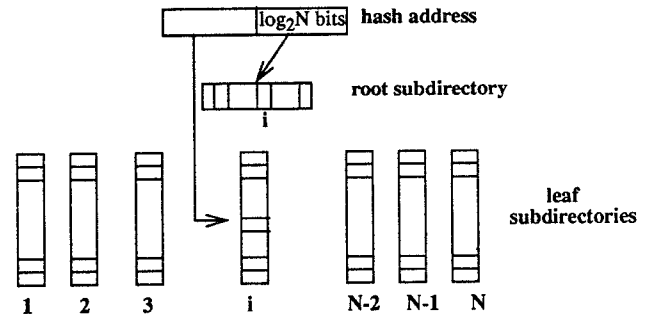 log₂N bits hash address
root subdirectory
i
leaf
subdirectories
1 2 3 i N-2 N-1 N